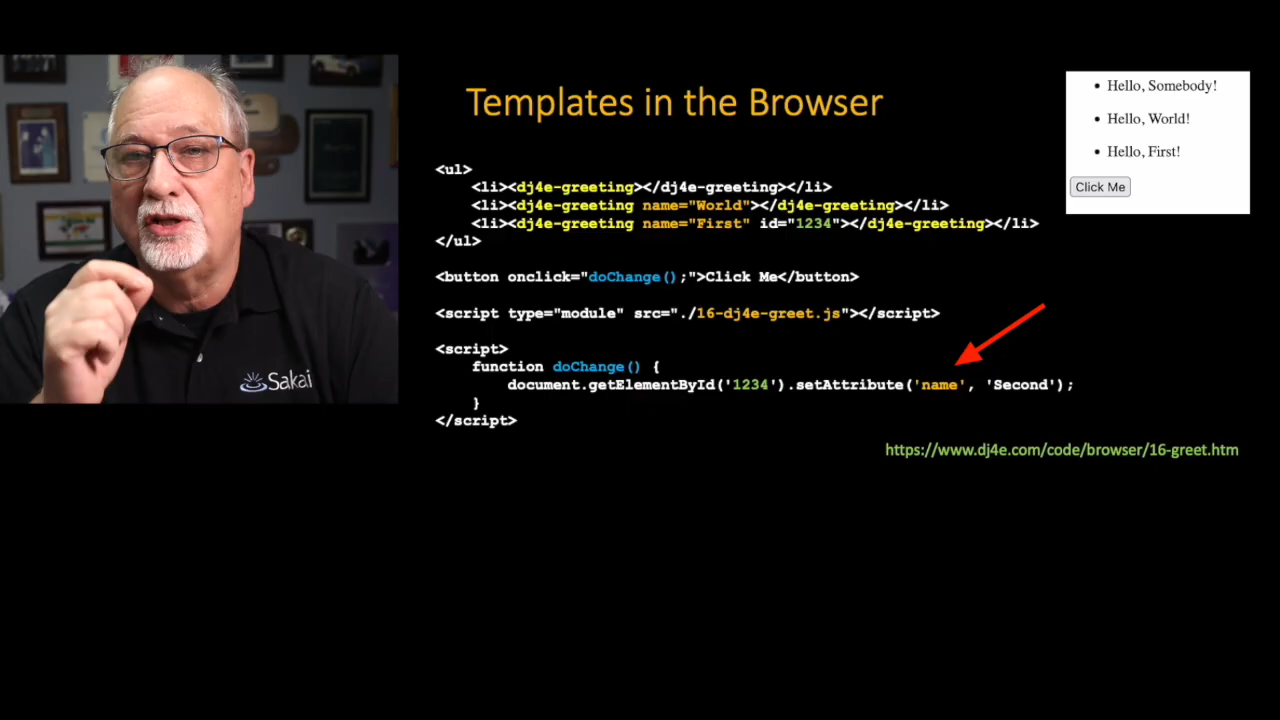 Templates in the Browser
<ul>
<li><dj4e-greeting></dj4e-greeting></li>
<li><dj4e-greeting name="World"></dj4e-greeting></li>
<li><dj4e-greeting name="First" id="1234"></dj4e-greeting></li>
</ul>
<button onclick="doChange();">Click Me</button>
<script type="module" src="./16-dj4e-greet.js"></script>
<script>
function doChange() {
document.getElementById('1234').setAttribute('name', 'Second');
}
</script>
https://www.dj4e.com/code/browser/16-greet.htm
• Hello, Somebody!
• Hello, World!
• Hello, First!
Click Me
Sakai